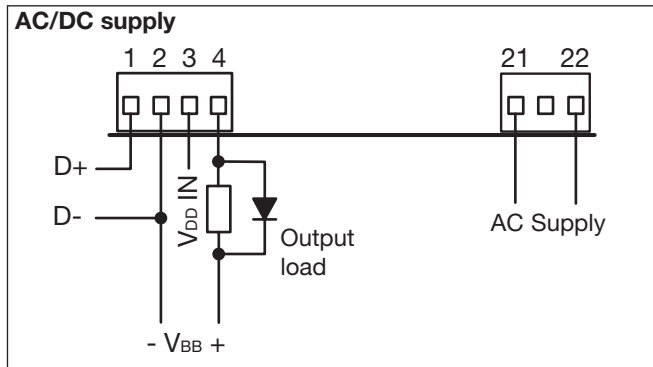 AC/DC supply
1 2 3 4
21 22
D+
D-
VDD IN
Output
load
AC Supply
- VBB +